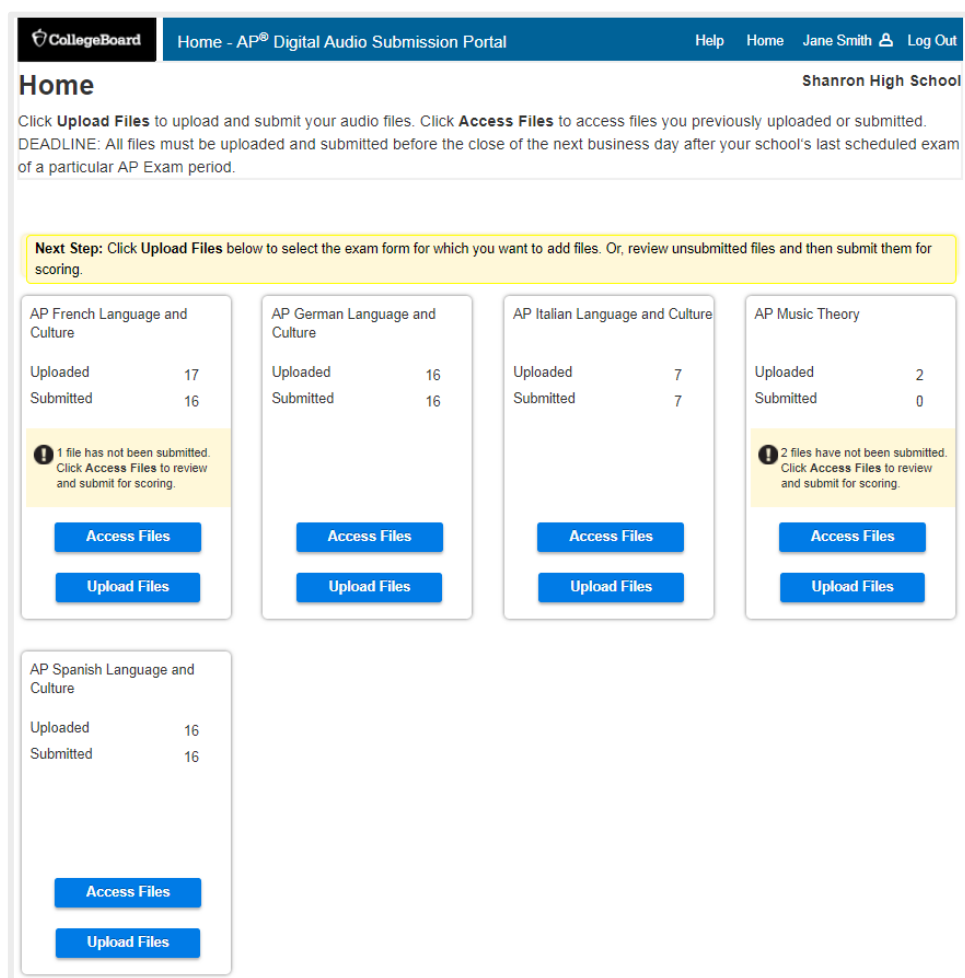 CollegeBoard
Home - AP® Digital Audio Submission Portal
Help Home Jane Smith Log Out
Home
Shanron High School
Click Upload Files to upload and submit your audio files. Click Access Files to access files you previously uploaded or submitted.
DEADLINE: All files must be uploaded and submitted before the close of the next business day after your school's last scheduled exam
of a particular AP Exam period.
Next Step: Click Upload Files below to select the exam form for which you want to add files. Or, review unsubmitted files and then submit them for
scoring.
AP French Language and
Culture
Uploaded 17
Submitted 16
1 file has not been submitted.
Click Access Files to review
and submit for scoring.
Access Files
Upload Files
AP German Language and
Culture
Uploaded 16
Submitted 16
Access Files
Upload Files
AP Italian Language and Culture
Uploaded 7
Submitted 7
Access Files
Upload Files
AP Music Theory
Uploaded 2
Submitted 0
2 files have not been submitted.
Click Access Files to review
and submit for scoring.
Access Files
Upload Files
AP Spanish Language and
Culture
Uploaded 16
Submitted 16
Access Files
Upload Files